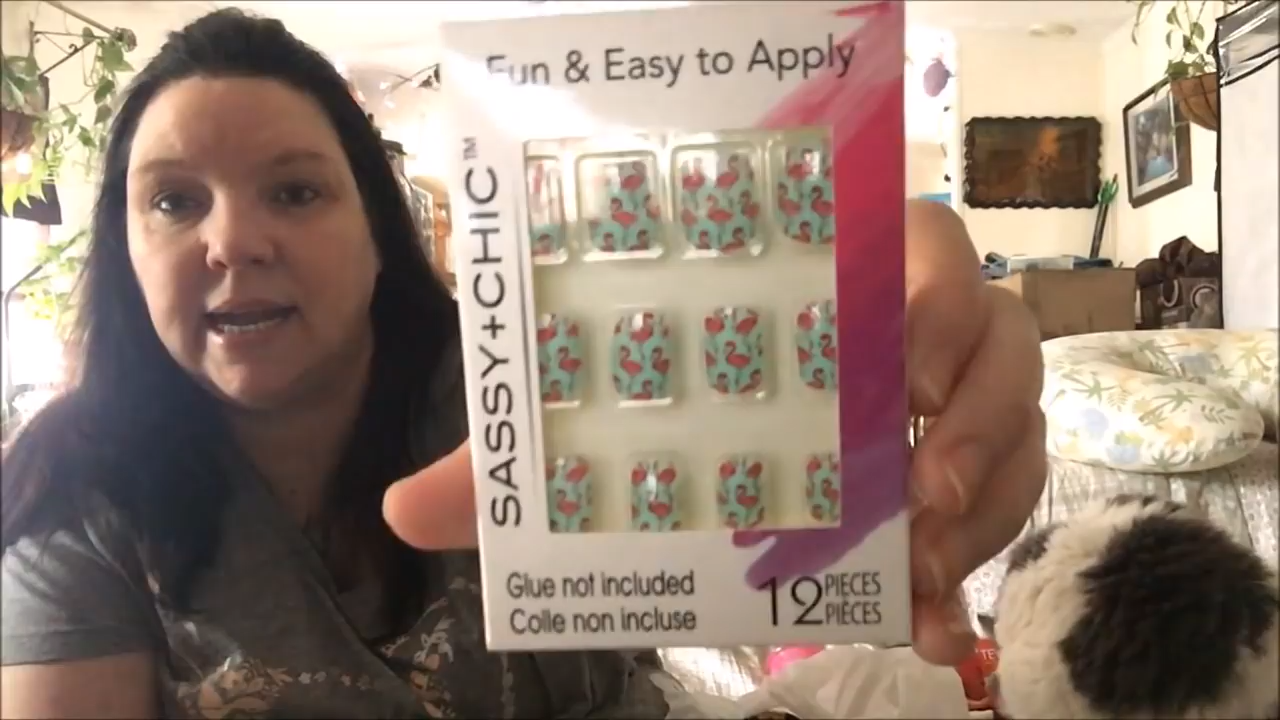 Fun & Easy to Apply
SASSY+CHIC™
Glue not included
Colle non incluse
12 PIECES
PIÈCES